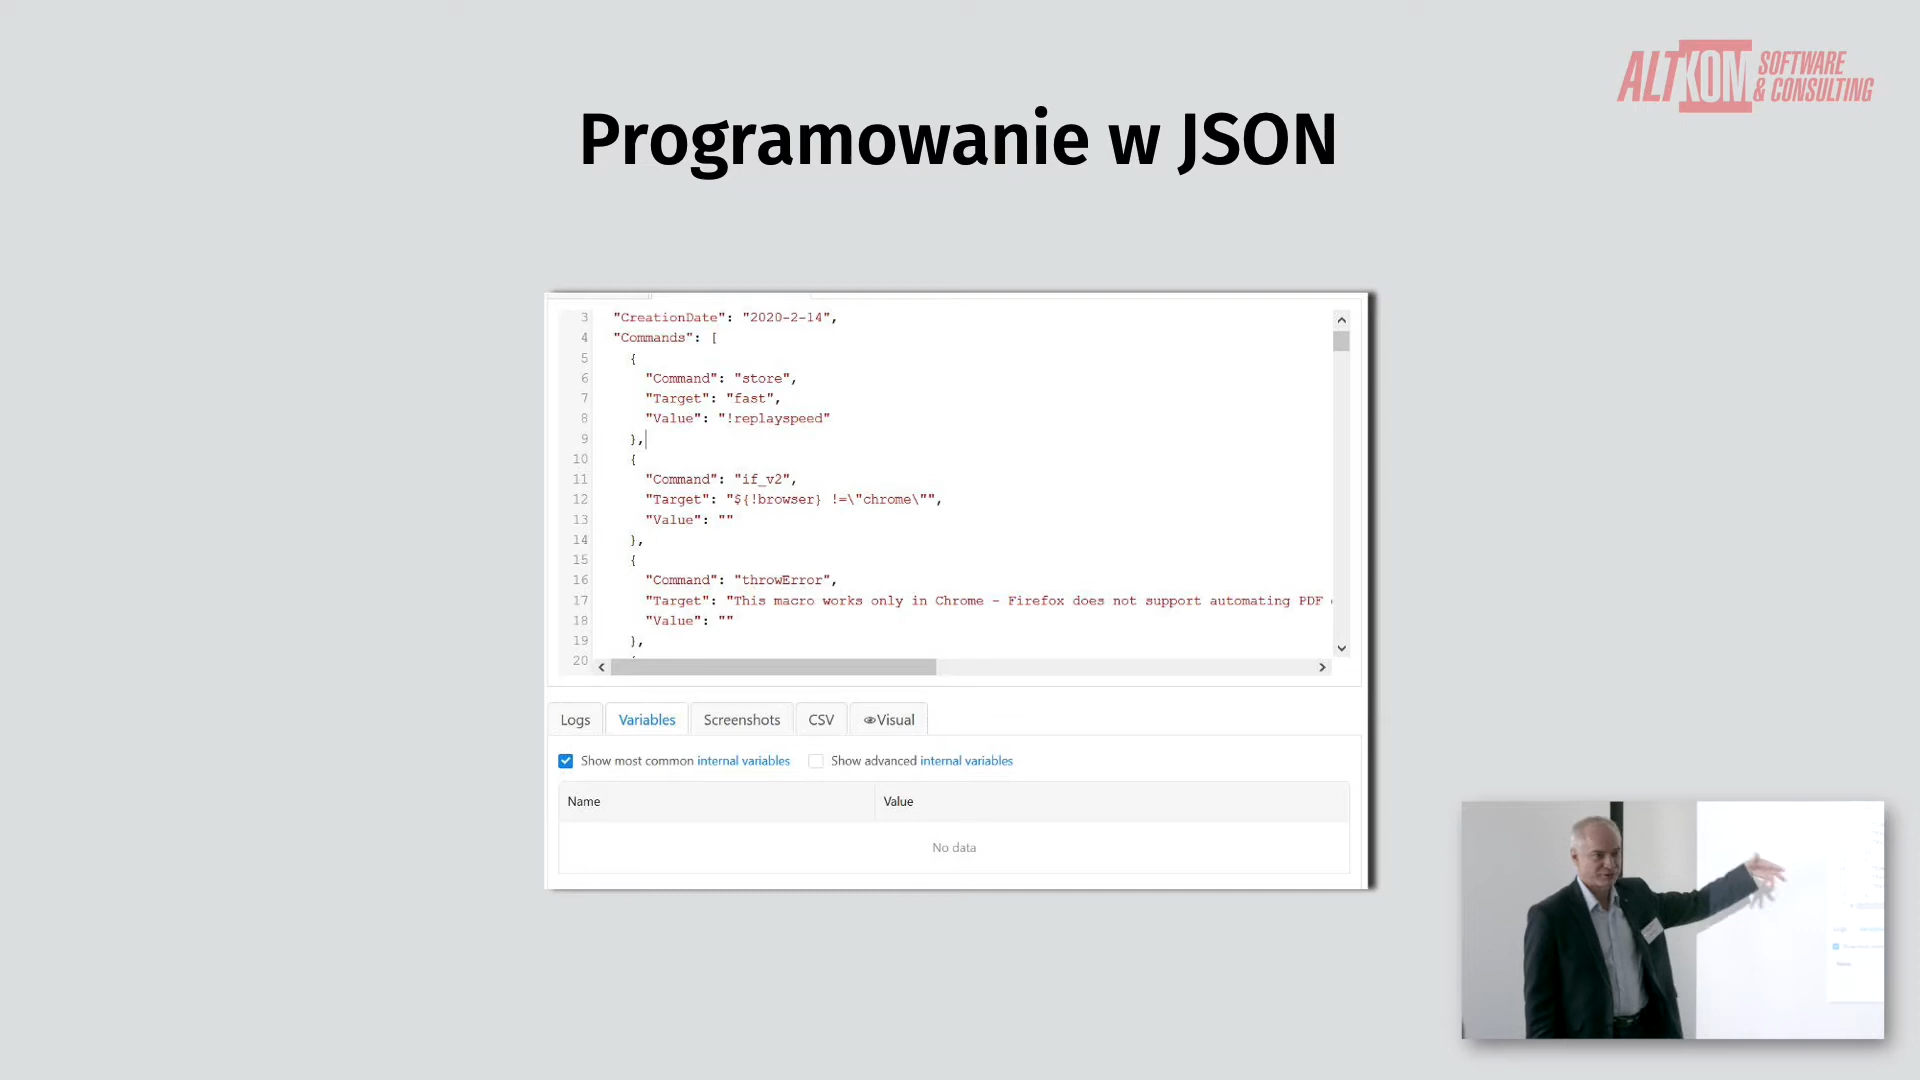 ALTKOM SOFTWARE
& CONSULTING
Programowanie w JSON
3 "CreationDate": "2020-2-14",
4 "Commands": [
5 {
6 "Command": "store",
7 "Target": "fast",
8 "Value": "!replayspeed"
9 },
10 {
11 "Command": "if_v2",
12 "Target": "${!browser} !=\"chrome\"",
13 "Value": ""
14 },
15 {
16 "Command": "throwError",
17 "Target": "This macro works only in Chrome - Firefox does not support automating PDF
18 "Value": ""
19 },
20
Logs Variables Screenshots CSV Visual
Show most common internal variables Show advanced internal variables
Name Value
No data